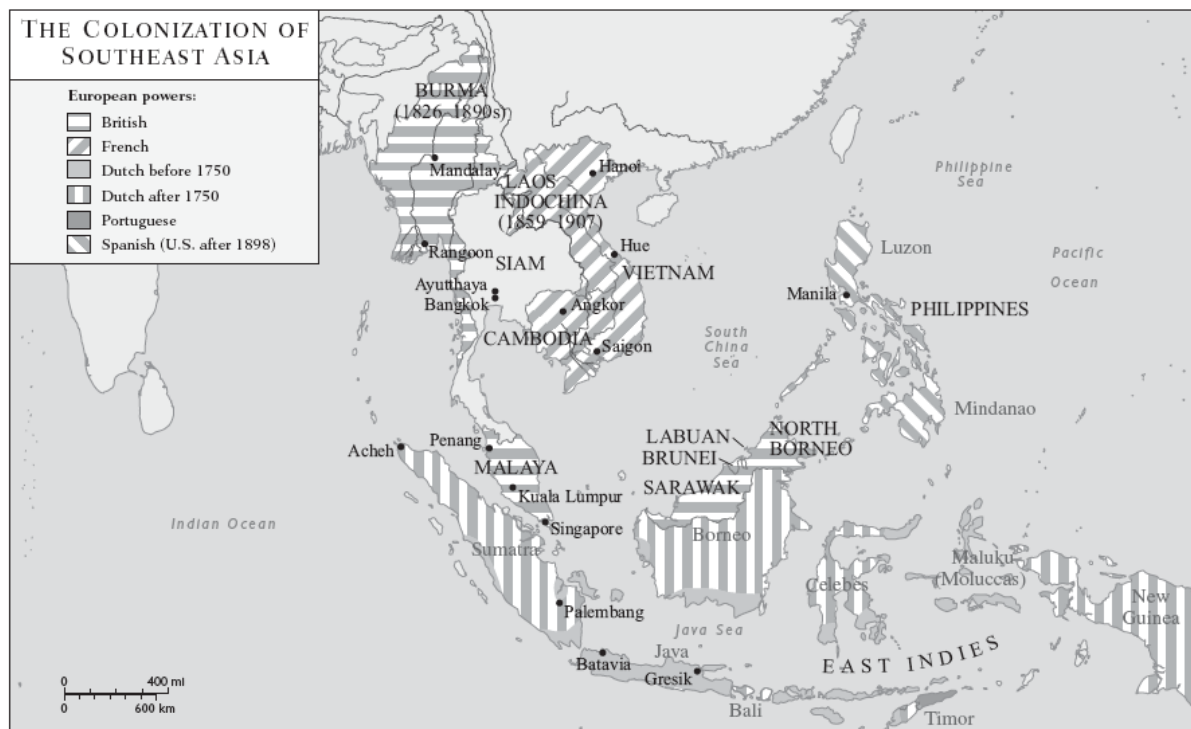 THE COLONIZATION OF
SOUTHEAST ASIA
European powers:
British
French
Dutch before 1750
Dutch after 1750
Portuguese
Spanish (U.S. after 1898)
BURMA
(1826–1890s)
Mandalay
Hanoi
LAOS
INDOCHINA
(1859–1907)
Philippine
Sea
Rangoon
SIAM
Hue
VIETNAM
Luzon
Pacific
Ocean
Ayutthaya
Bangkok
Angkor
Manila
PHILIPPINES
CAMBODIA
Saigon
South
China
Sea
Mindanao
Acheh
Penang
MALAYA
Kuala Lumpur
Singapore
LABUAN
BRUNEI
NORTH
BORNEO
SARAWAK
Indian Ocean
Sumatra
Borneo
Celebes
Maluku
(Moluccas)
New
Guinea
Palembang
Java Sea
Java
Batavia
Gresik
EAST INDIES
Bali
Timor
0 400 ml
0 600 km